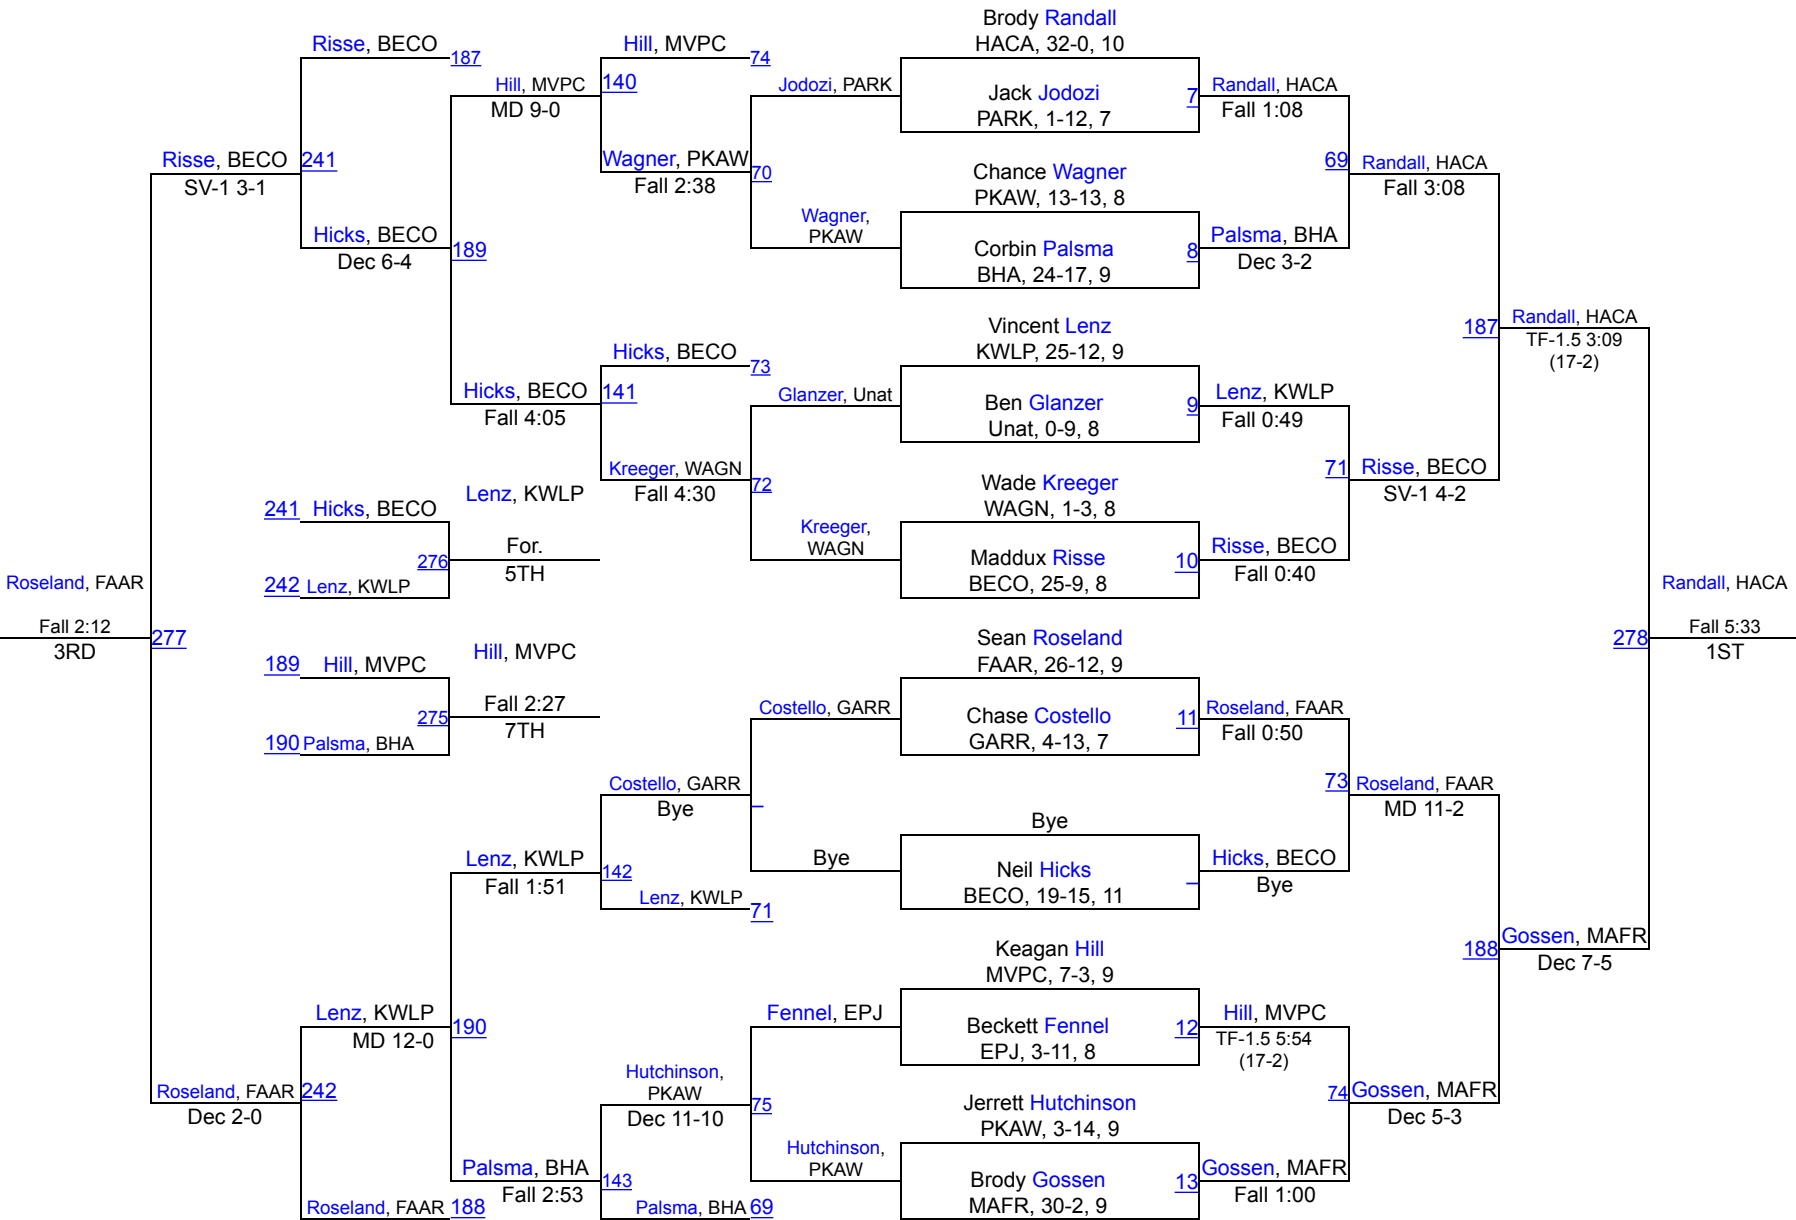 Brody Randall
HACA, 32-0, 10
Risse, BECO
187
Hill, MVPC
74
Hill, MVPC
140
MD 9-0
Jodozi, PARK
Jack Jodozi
PARK, 1-12, 7
7
Randall, HACA
Fall 1:08
Risse, BECO
241
SV-1 3-1
Wagner, PKAW
70
Fall 2:38
Chance Wagner
PKAW, 13-13, 8
69
Randall, HACA
Fall 3:08
Wagner,
PKAW
Hicks, BECO
189
Dec 6-4
Corbin Palsma
BHA, 24-17, 9
8
Palsma, BHA
Dec 3-2
Vincent Lenz
KWLP, 25-12, 9
187
Randall, HACA
TF-1.5 3:09
(17-2)
Hicks, BECO
73
Hicks, BECO
141
Fall 4:05
Glanzer, Unat
Ben Glanzer
Unat, 0-9, 8
9
Lenz, KWLP
Fall 0:49
Kreeger, WAGN
72
Fall 4:30
Wade Kreeger
WAGN, 1-3, 8
71
Risse, BECO
SV-1 4-2
Lenz, KWLP
241
Hicks, BECO
Kreeger,
WAGN
For.
276
5TH
Maddux Risse
BECO, 25-9, 8
10
Risse, BECO
Fall 0:40
Roseland, FAAR
242
Lenz, KWLP
Randall, HACA
Fall 2:12
277
3RD
Sean Roseland
FAAR, 26-12, 9
278
Fall 5:33
1ST
189
Hill, MVPC
Hill, MVPC
Fall 2:27
275
7TH
Costello, GARR
Chase Costello
GARR, 4-13, 7
11
Roseland, FAAR
Fall 0:50
190
Palsma, BHA
Costello, GARR
Bye
73
Roseland, FAAR
MD 11-2
Bye
Lenz, KWLP
142
Fall 1:51
Bye
Neil Hicks
BECO, 19-15, 11
Hicks, BECO
Bye
Lenz, KWLP
71
Keagan Hill
MVPC, 7-3, 9
188
Gossen, MAFR
Dec 7-5
Lenz, KWLP
190
MD 12-0
Fennel, EPJ
Beckett Fennel
EPJ, 3-11, 8
12
Hill, MVPC
TF-1.5 5:54
(17-2)
Roseland, FAAR
242
Dec 2-0
Hutchinson,
PKAW
75
Dec 11-10
Jerrett Hutchinson
PKAW, 3-14, 9
74
Gossen, MAFR
Dec 5-3
Hutchinson,
PKAW
Palsma, BHA
143
Fall 2:53
Brody Gossen
MAFR, 30-2, 9
13
Gossen, MAFR
Fall 1:00
Roseland, FAAR
188
Palsma, BHA
69